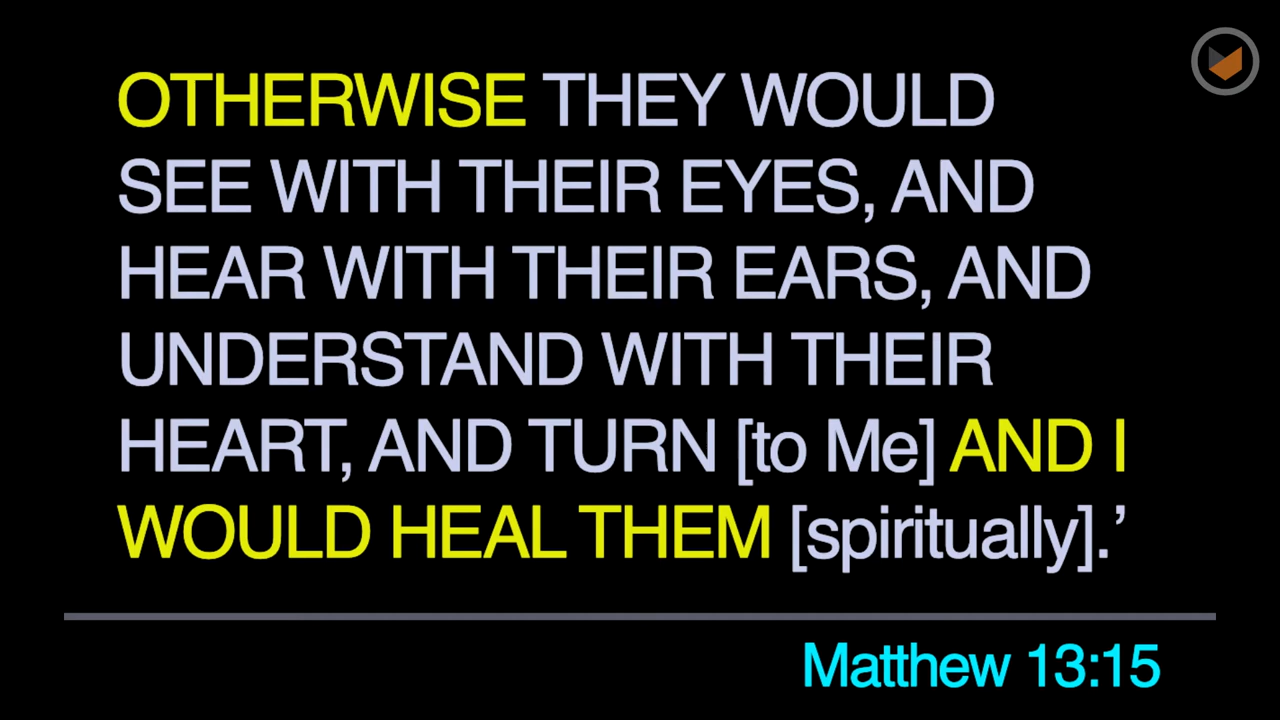 OTHERWISE THEY WOULD
SEE WITH THEIR EYES, AND
HEAR WITH THEIR EARS, AND
UNDERSTAND WITH THEIR
HEART, AND TURN [to Me] AND I
WOULD HEAL THEM [spiritually].’
Matthew 13:15